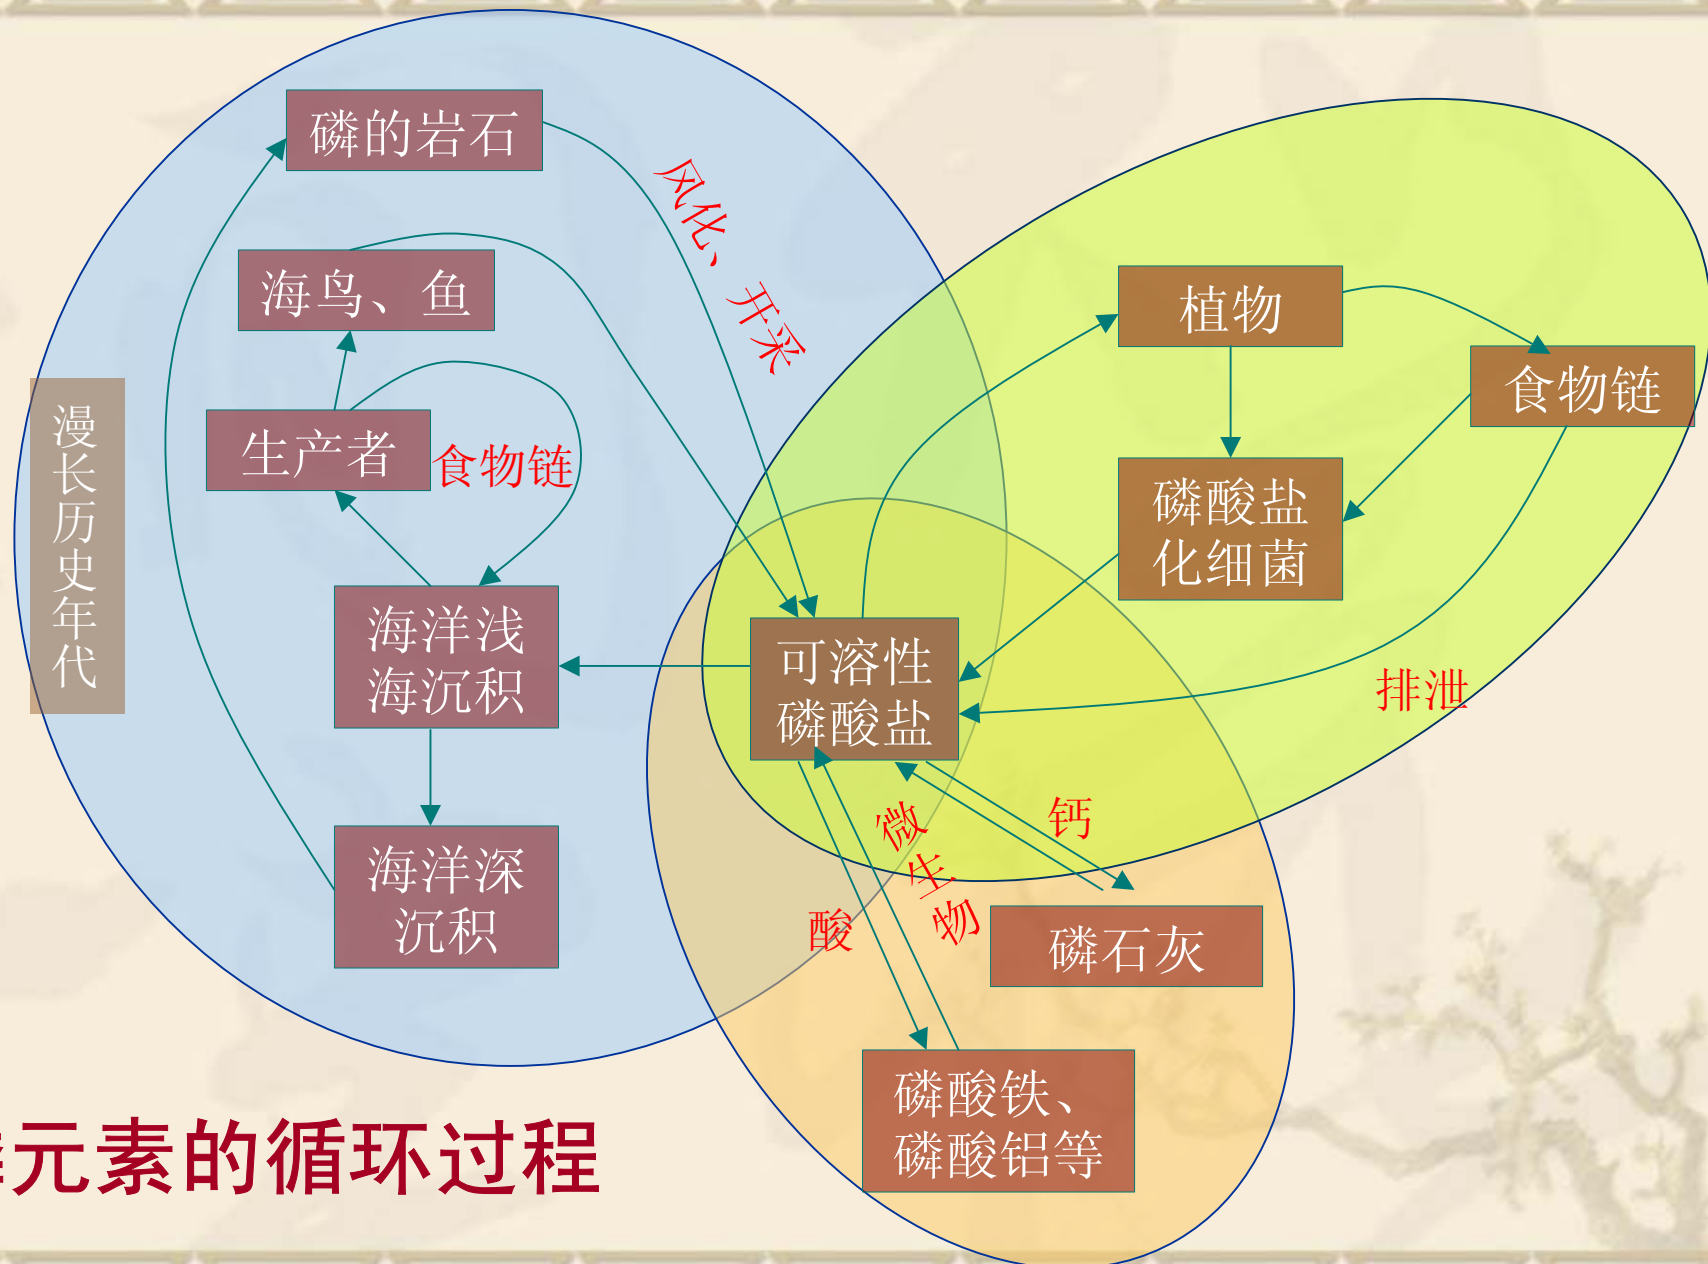 磷的岩石
风化、开采
海鸟、鱼
植物
食物链
漫长历史年代
生产者
食物链
磷酸盐
化细菌
海洋浅
海沉积
可溶性
磷酸盐
排泄
海洋深
沉积
酸
微生物
钙
磷石灰
磷酸铁、
磷酸铝等
元素的循环过程